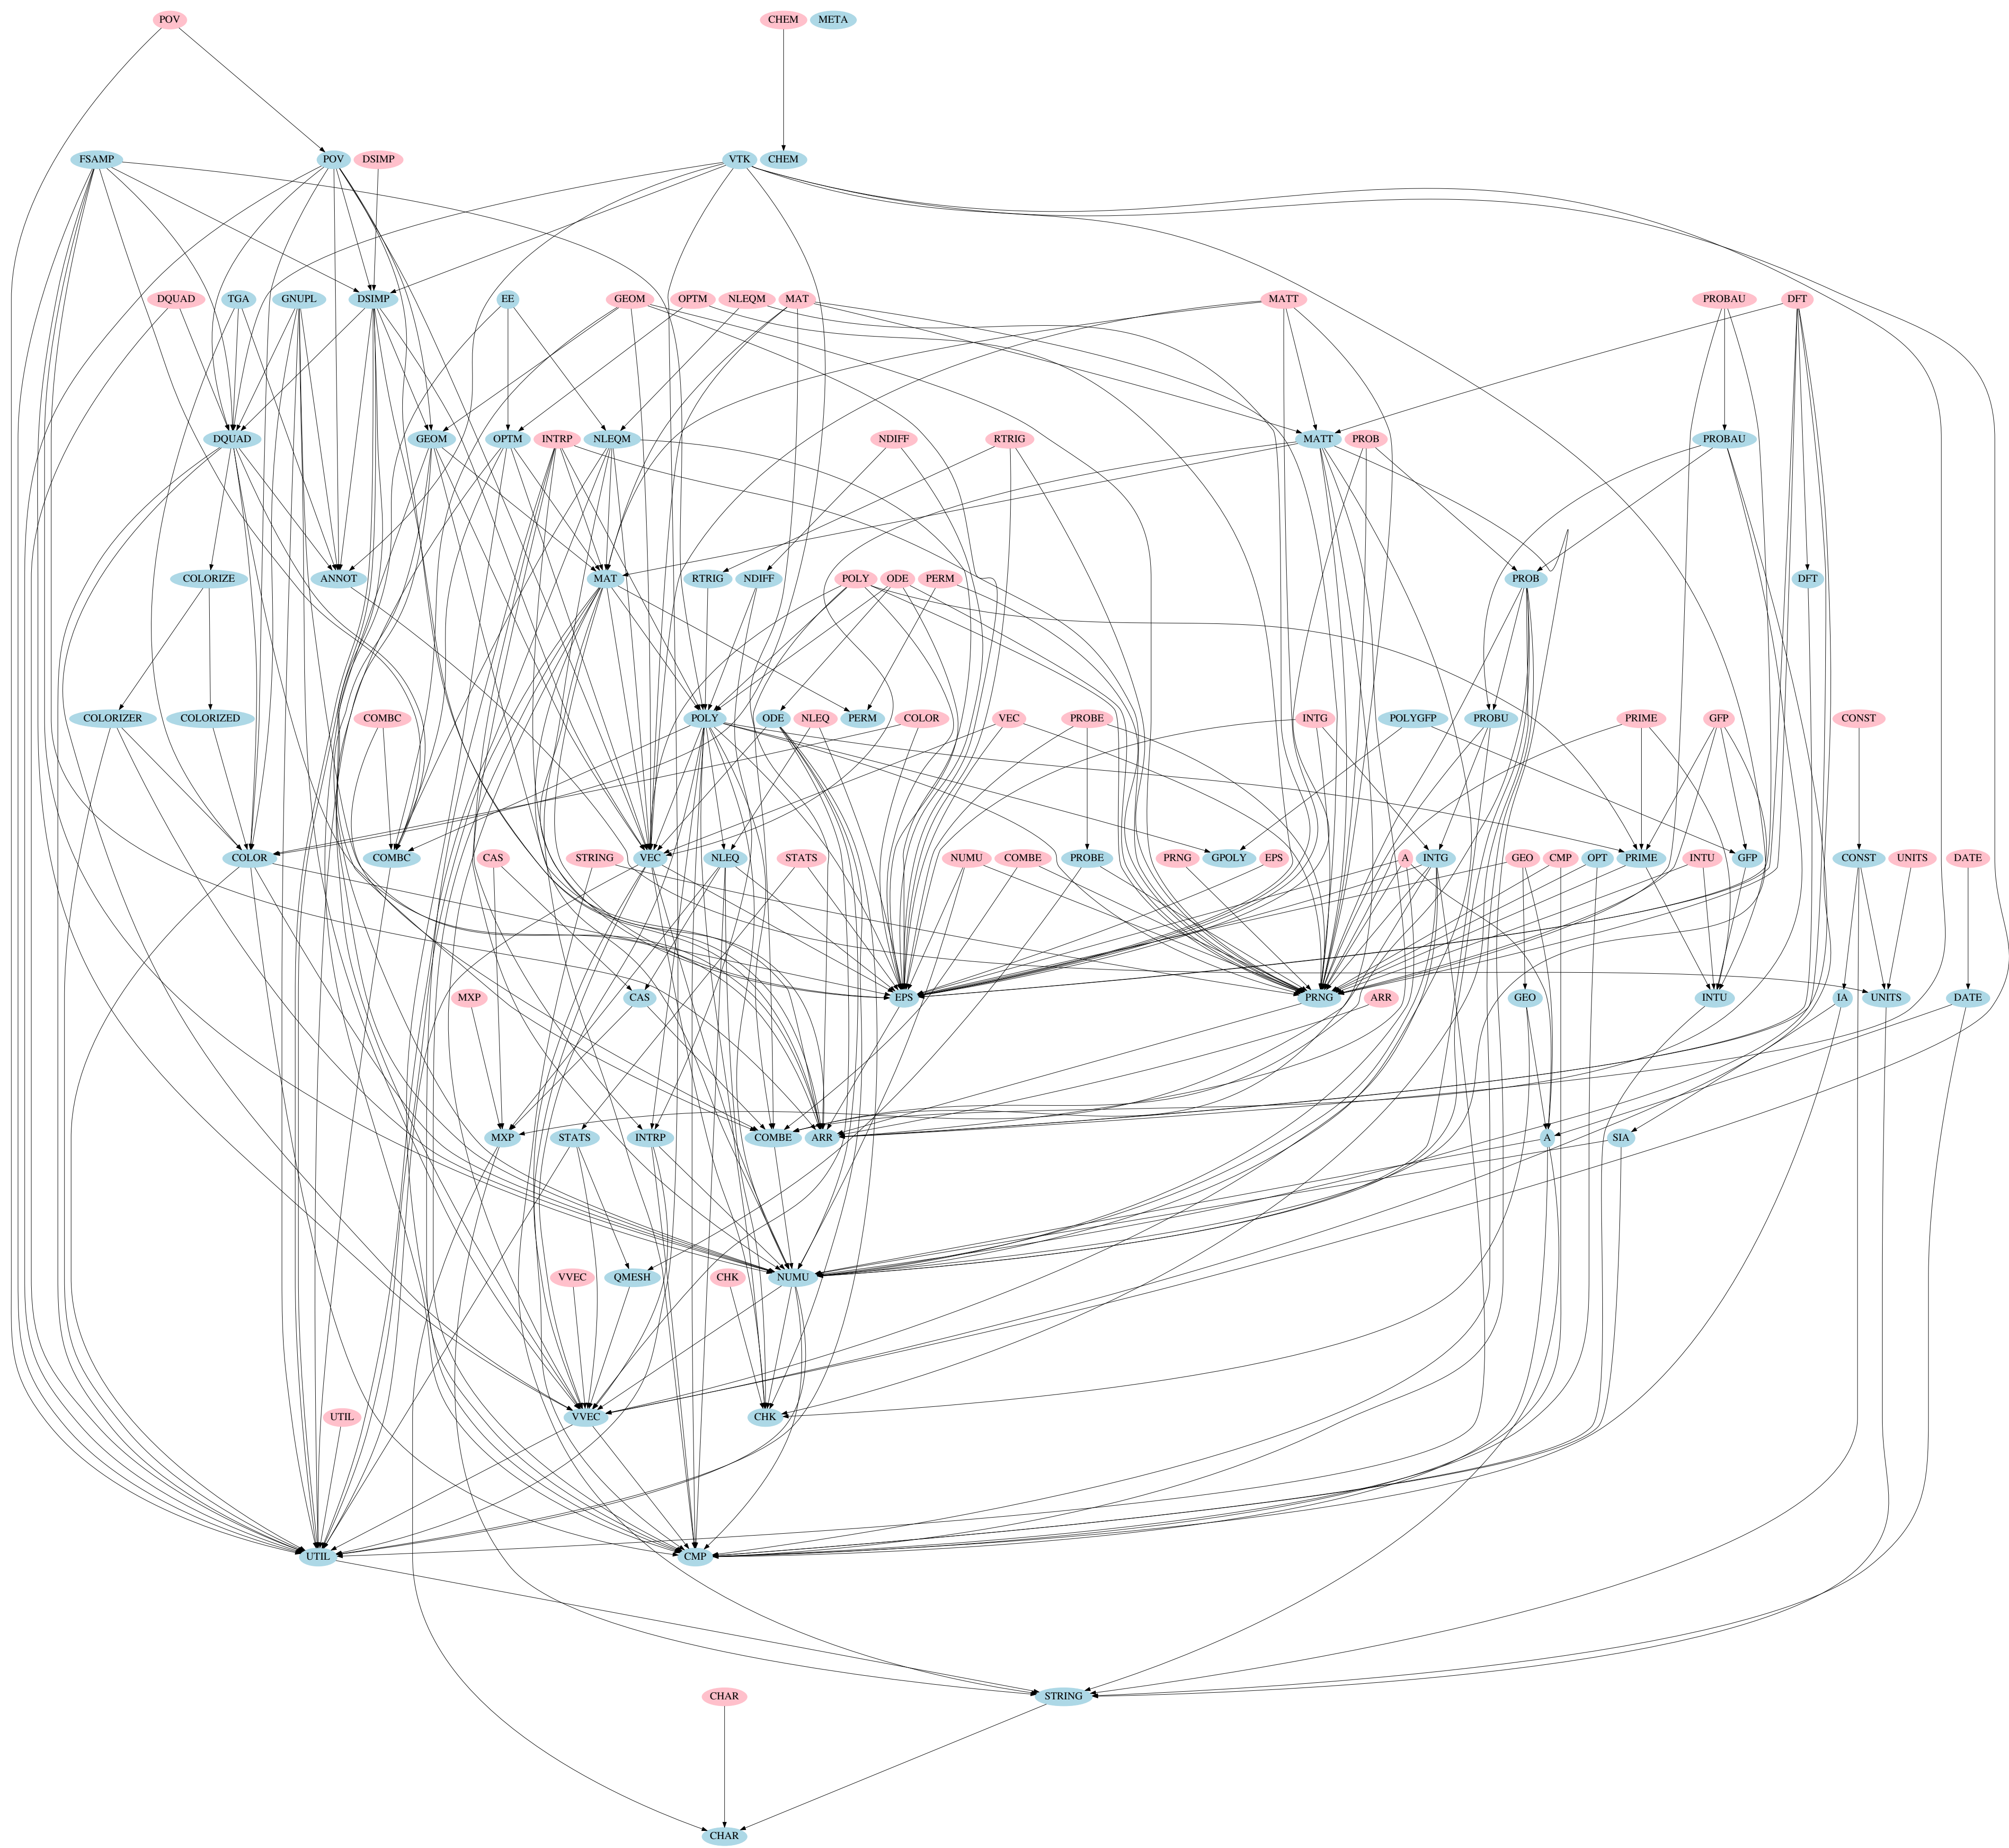 POV CHEM META
FSAMP POV DSIMP VTK CHEM
DQUAD TGA GNUPL DSIMP EE GEOM OPTM NLEQM MAT MATT PROBAU DFT
DQUAD GEOM OPTM INTRP NLEQM NDIFF RTRIG MATT PROB PROBAU
COLORIZE ANNOT MAT RTRIG NDIFF POLY ODE PERM PROB DFT
COLORIZER COLORIZED COMBC POLY ODE NLEQ PERM COLOR VEC PROBE INTG POLYGFP PROBU PRIME GFP CONST
COLOR COMBC CAS STRING VEC NLEQ STATS NUMU COMBE PROBE PRNG GPOLY EPS A INTG GEO CMP OPT PRIME INTU GFP CONST UNITS DATE
MXP CAS EPS PRNG ARR GEO INTU IA UNITS DATE
MXP STATS INTRP COMBE ARR A SIA
VVEC QMESH CHK NUMU
UTIL VVEC CHK
UTIL CMP
CHAR STRING
CHAR